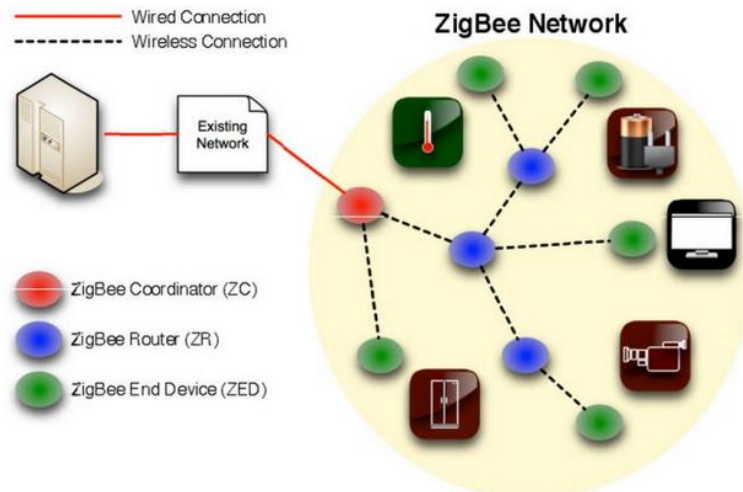 Wired Connection
Wireless Connection
ZigBee Network
Existing
Network
ZigBee Coordinator (ZC)
ZigBee Router (ZR)
ZigBee End Device (ZED)